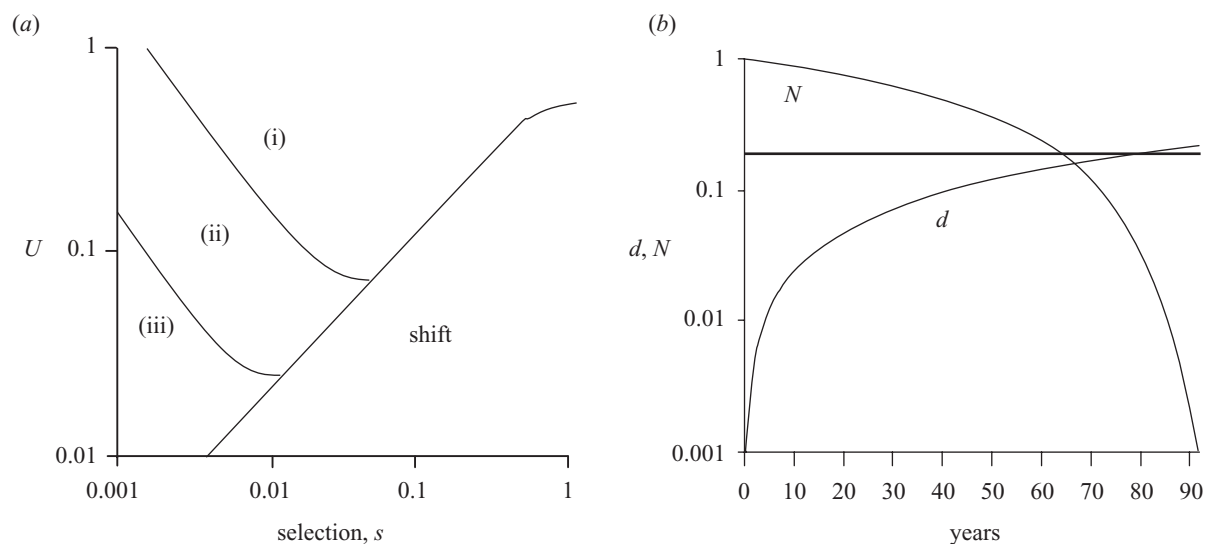 (a)
1
(i)
(ii)
U
0.1
(iii)
shift
0.01
0.001
0.01
0.1
1
selection, s
(b)
1
N
0.1
d
d, N
0.01
0.001
0
10
20
30
40
50
60
70
80
90
years